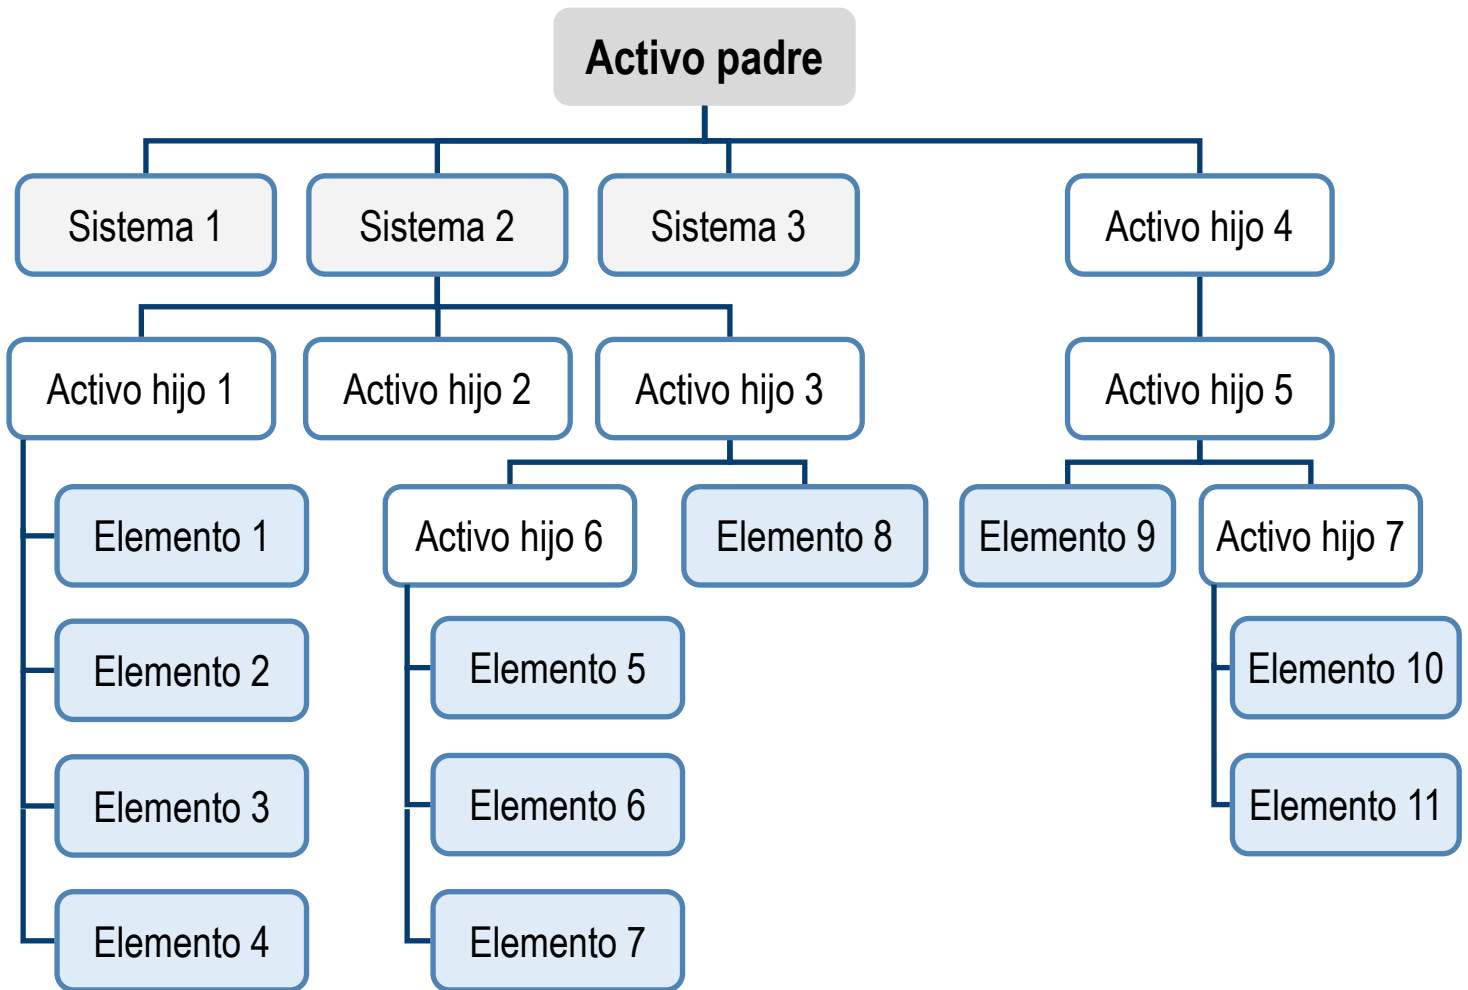 Activo padre
Sistema 1
Sistema 2
Sistema 3
Activo hijo 4
Activo hijo 1
Activo hijo 2
Activo hijo 3
Activo hijo 5
Elemento 1
Activo hijo 6
Elemento 8
Elemento 9
Activo hijo 7
Elemento 2
Elemento 5
Elemento 10
Elemento 3
Elemento 6
Elemento 11
Elemento 4
Elemento 7